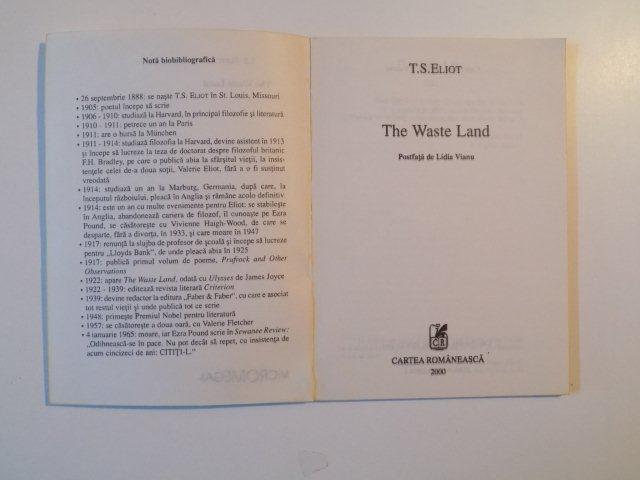 Notă biobibliografică
• 26 septembrie 1888: se naşte T.S. ELIOT în St. Louis, Missouri
• 1905: poetul începe să scrie
• 1906 - 1910: studiază la Harvard, în principal filozofie şi literatură
• 1910 - 1911: petrece un an la Paris
• 1911: are o bursă la München
• 1911 - 1914: studiază filozofia la Harvard, devine asistent în 1913
şi începe să lucreze la teza de doctorat despre filozoful britanic
F.H. Bradley, pe care o publică abia la sfârşitul vieţii, la insis-
tenţele celei de-a doua soţii, Valerie Eliot, fără a o fi susţinut
vreodată
• 1914: studiază un an la Marburg, Germania, după care, la
începutul războiului, pleacă în Anglia şi rămâne acolo definitiv
• 1914: este un an cu multe evenimente pentru Eliot: se stabileşte
în Anglia, abandonează cariera de filozof, îl cunoaşte pe Ezra
Pound, se căsătoreşte cu Vivienne Haigh-Wood, de care se
desparte, fără a divorţa, în 1933, şi care moare în 1947
• 1917: renunţă la slujba de profesor de şcoală şi începe să lucreze
pentru „Lloyds Bank", de unde pleacă abia în 1925
• 1917: publică primul volum de poeme, Prufrock and Other
Observations
• 1922: apare The Waste Land, odată cu Ulysses de James Joyce
• 1922 - 1939: editează revista literară Criterion
• 1939: devine redactor la editura „Faber & Faber", cu care e asociat
tot restul vieţii şi unde publică tot ce scrie
• 1948: primeşte Premiul Nobel pentru literatură
• 1957: se căsătoreşte a doua oară, cu Valerie Fletcher
• 4 ianuarie 1965: moare, iar Ezra Pound scrie în Sewanee Review:
„Odihnească-se în pace. Nu pot decât să repet, cu insistenţa de
acum cincizeci de ani: CITIŢI-L."
T.S.ELIOT
The Waste Land
Postfaţă de Lidia Vianu
CR
CARTEA ROMÂNEASCĂ
2000